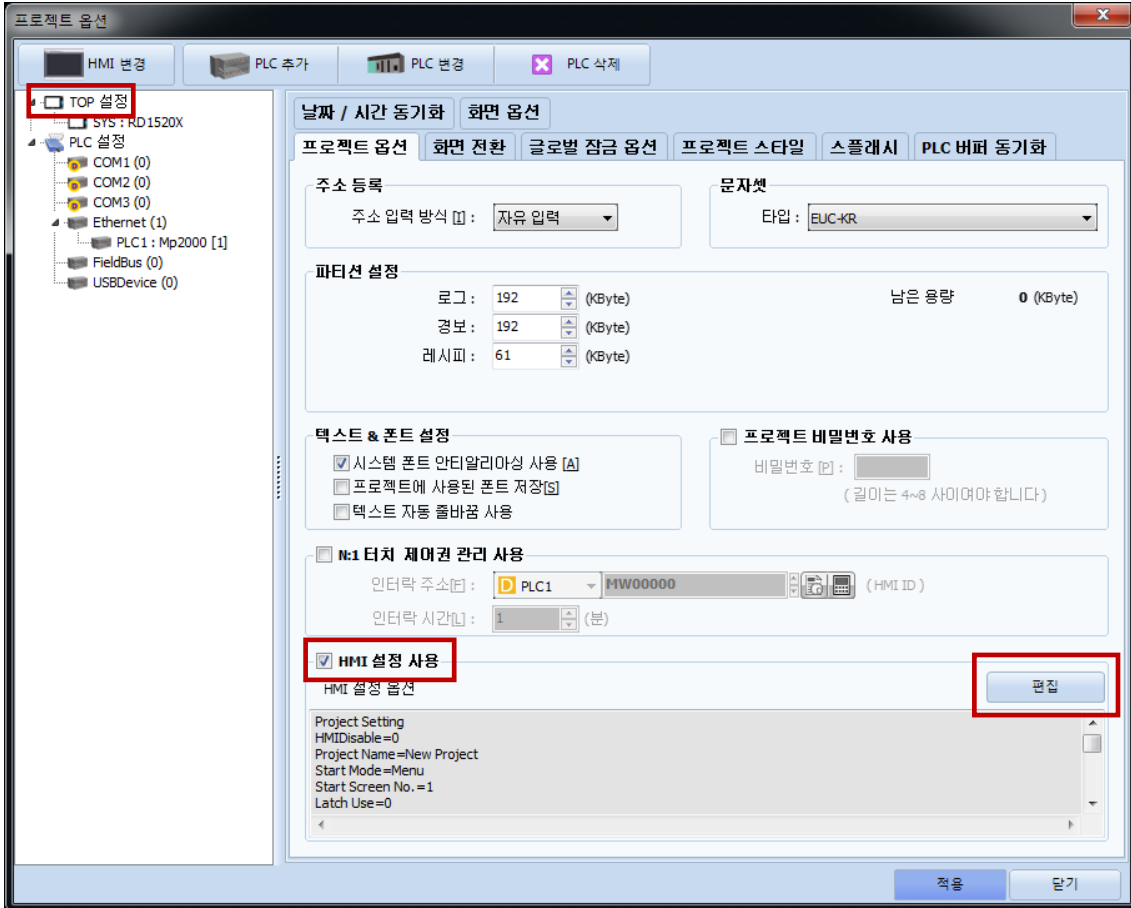 프로젝트 옵션
HMI 변경
PLC 추가
PLC 변경
PLC 삭제
TOP 설정
SYS : RD1520X
PLC 설정
COM1 (0)
COM2 (0)
COM3 (0)
Ethernet (1)
PLC1 : Mp2000 [1]
FieldBus (0)
USBDevice (0)
날짜 / 시간 동기화 화면 옵션
프로젝트 옵션 화면 전환 글로벌 잠금 옵션 프로젝트 스타일 스플래시 PLC 버퍼 동기화
주소 등록
주소 입력 방식 [I] : 자유 입력
문자셋
타입 : EUC-KR
파티션 설정
로그 : 192 (KByte) 남은 용량 0 (KByte)
경보 : 192 (KByte)
레시피 : 61 (KByte)
텍스트 & 폰트 설정
시스템 폰트 안티알리아싱 사용 [A]
프로젝트에 사용된 폰트 저장[S]
텍스트 자동 줄바꿈 사용
프로젝트 비밀번호 사용
비밀번호 [P] :
( 길이는 4~8 사이여야 합니다 )
N:1 터치 제어권 관리 사용
인터락 주소[F] : D PLC1 MW00000 ( HMI ID )
인터락 시간[L] : 1 (분)
HMI 설정 사용
HMI 설정 옵션
편집
Project Setting
HMIDisable=0
Project Name=New Project
Start Mode=Menu
Start Screen No.=1
Latch Use=0
적용
닫기